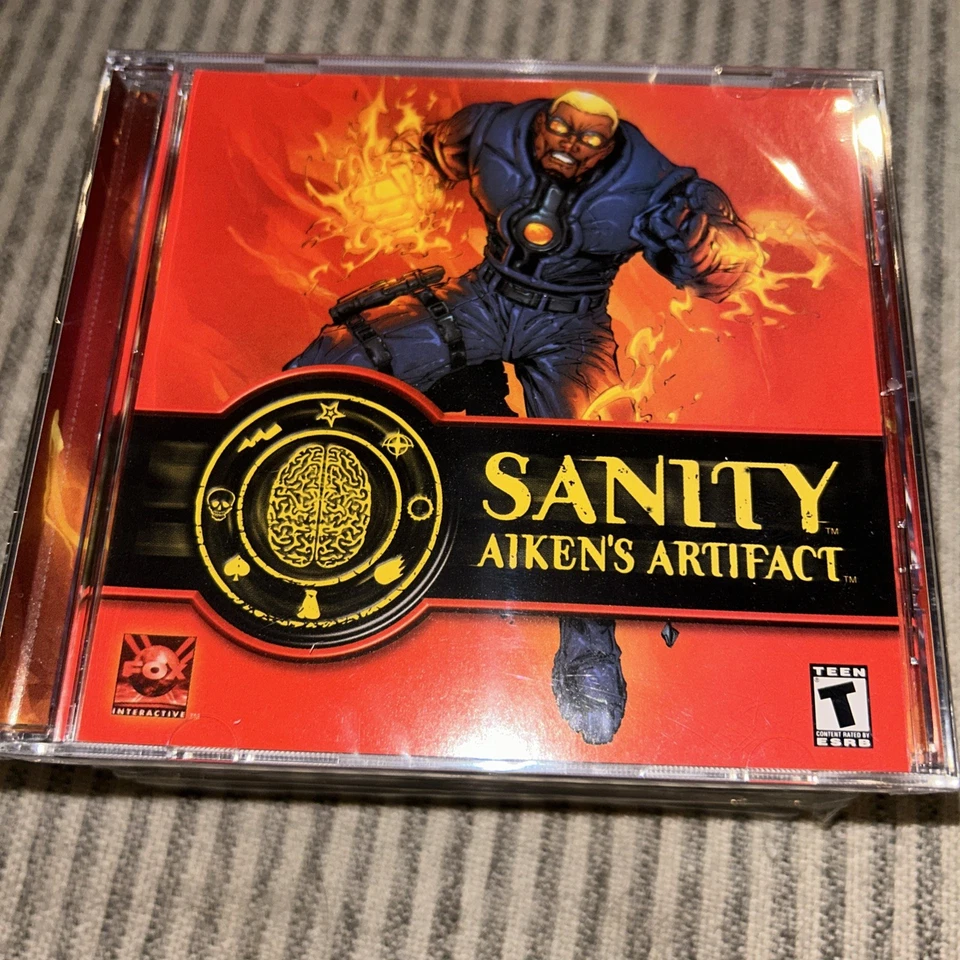 SANITY™
AIKEN'S ARTIFACT™
FOX
INTERACTIVE
TEEN
T
CONTENT RATED BY
ESRB